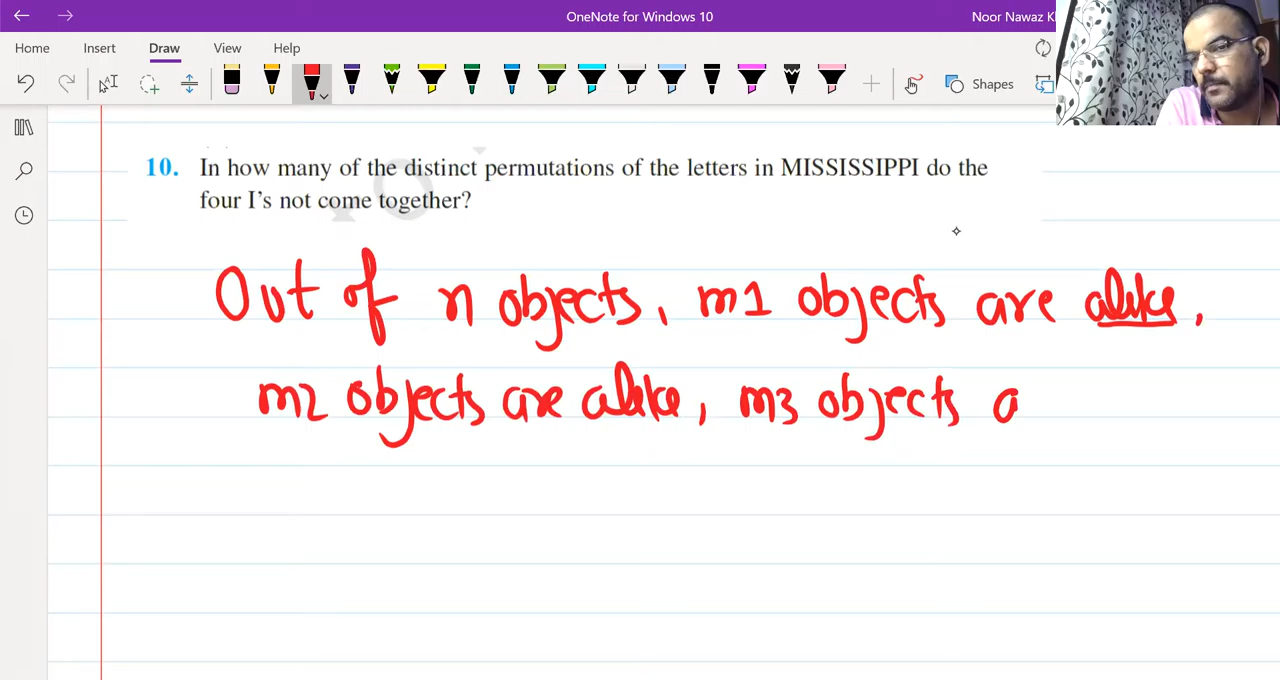 OneNote for Windows 10
Noor Nawaz Kh
Home Insert Draw View Help
Shapes
10. In how many of the distinct permutations of the letters in MISSISSIPPI do the
four I's not come together?
Out of n objects, m1 objects are alike,
m2 objects are alike, m3 objects a